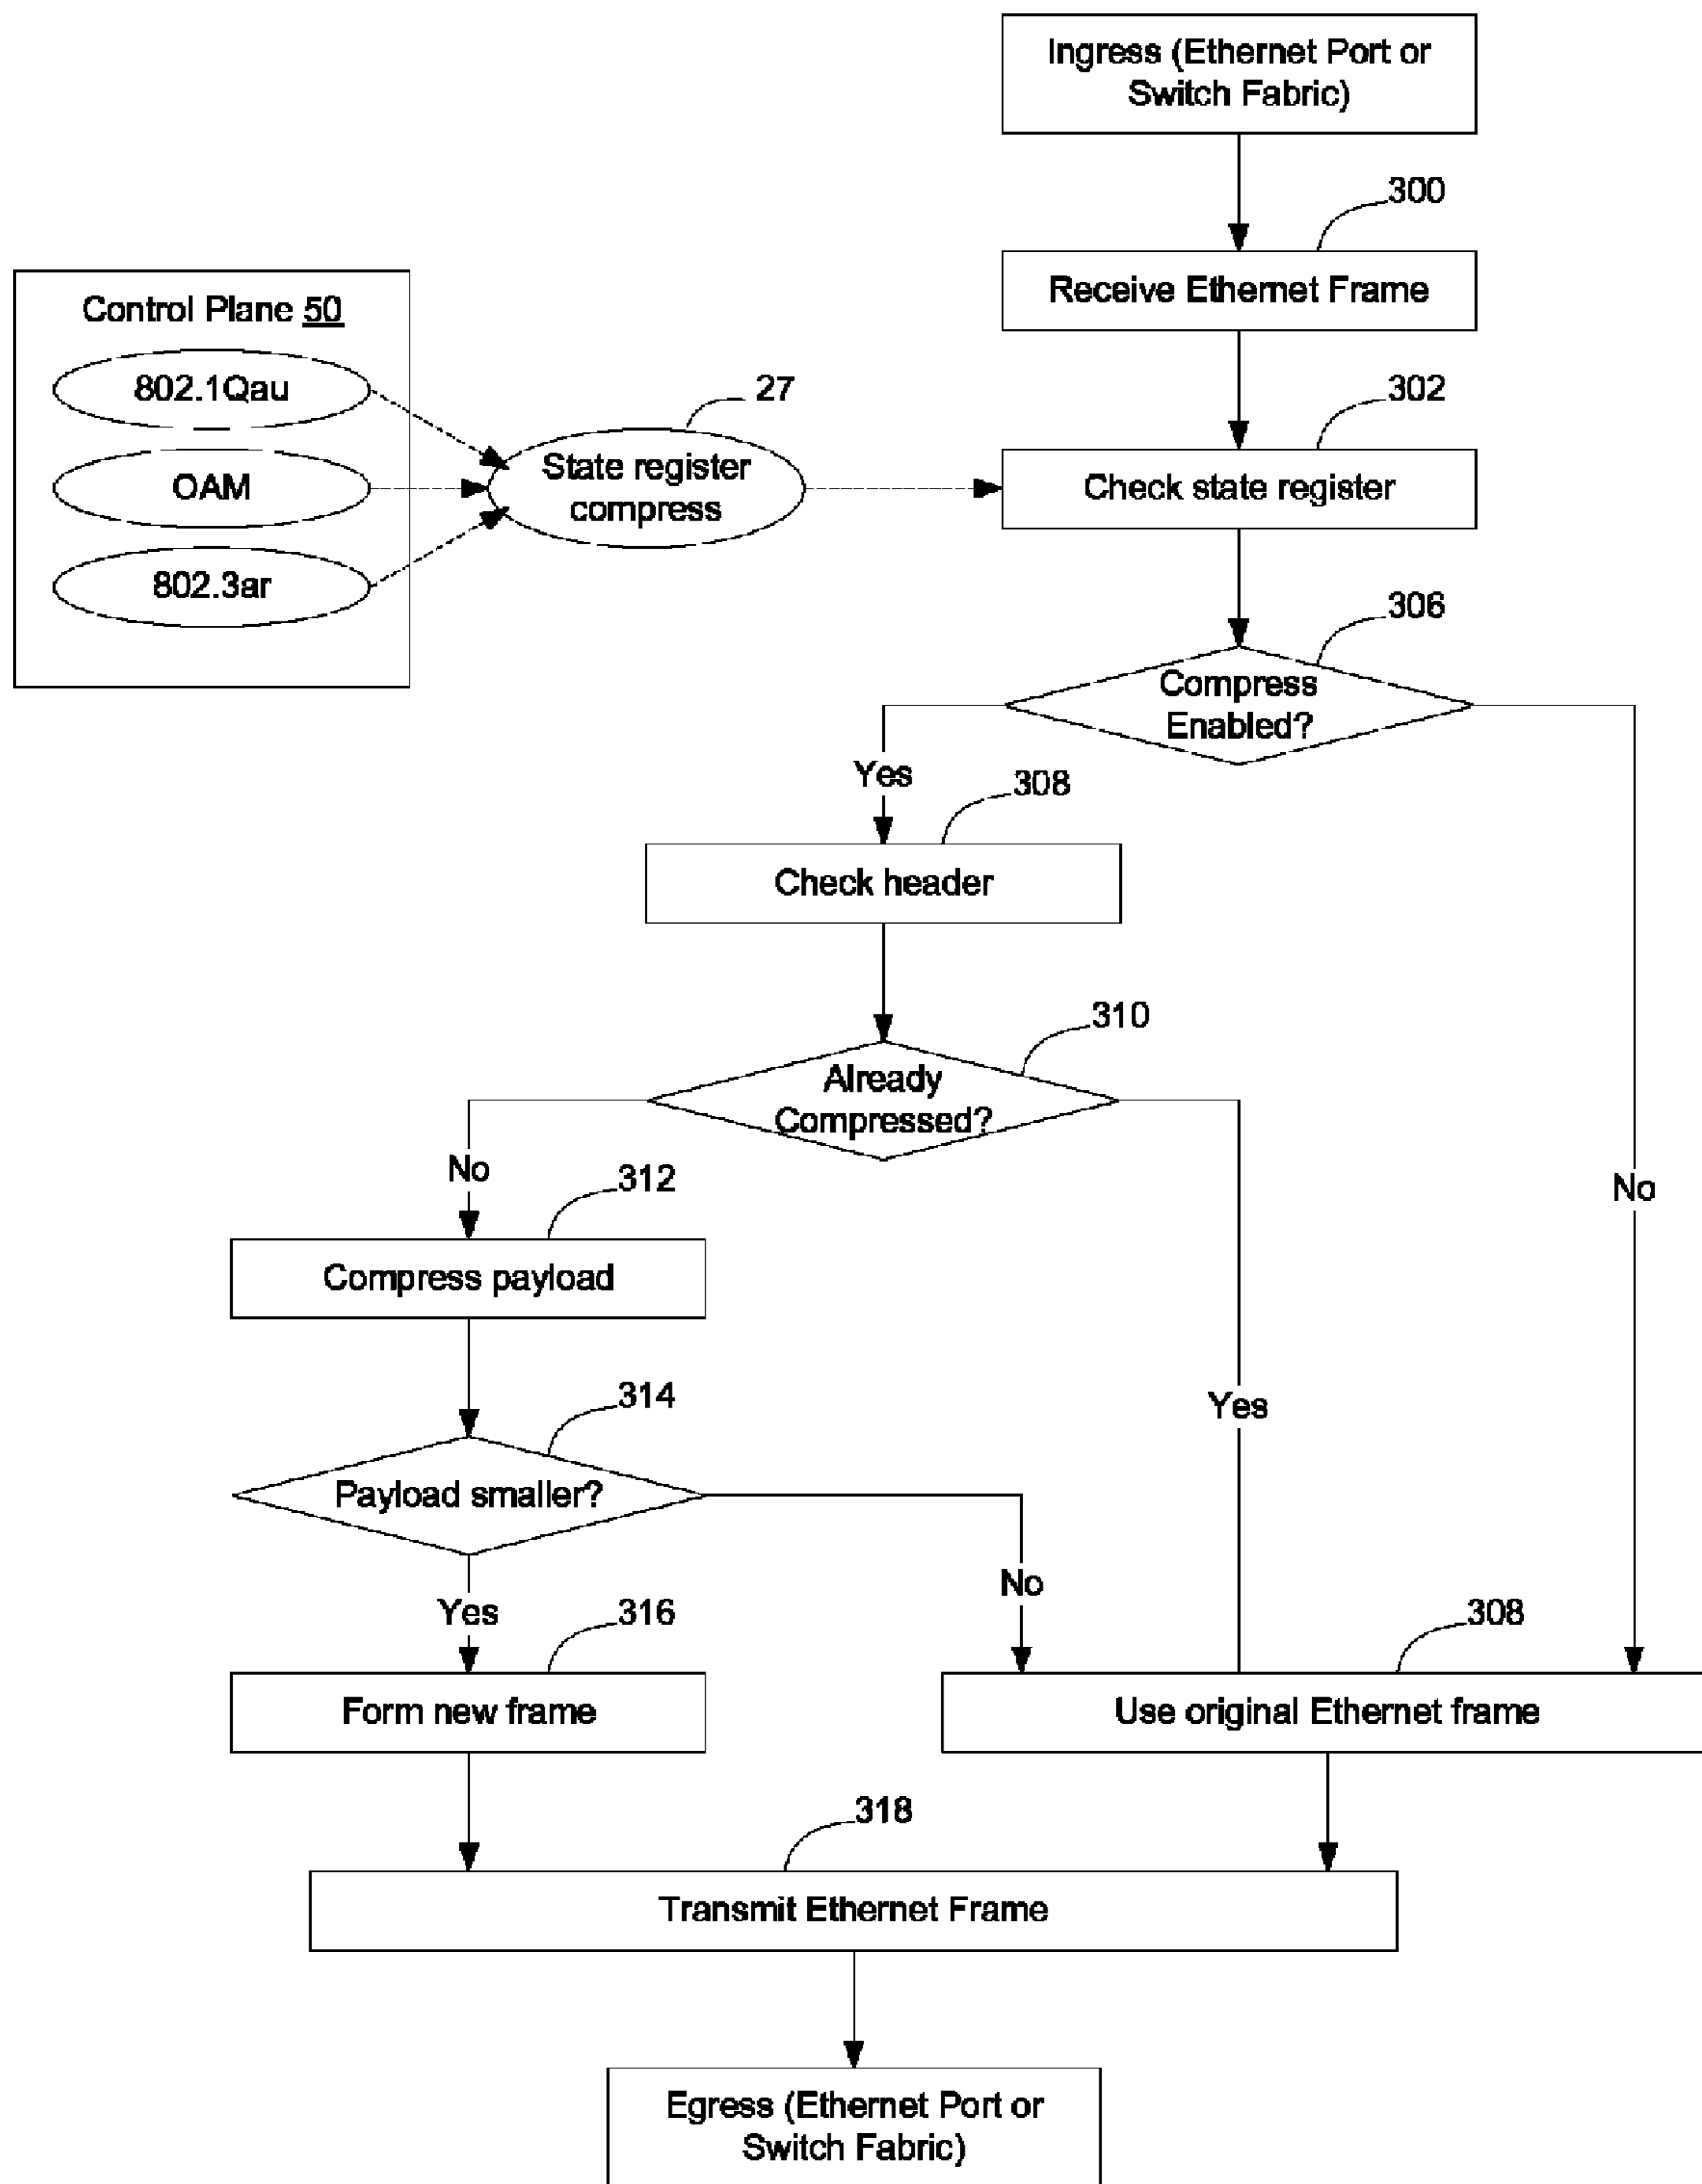 Ingress (Ethernet Port or
Switch Fabric)
300
Receive Ethernet Frame
Control Plane 50
802.1Qau
27
302
State register
compress
Check state register
OAM
802.3ar
306
Compress
Enabled?
Yes
308
Check header
310
Already
Compressed?
No
312
No
Compress payload
314
Yes
Payload smaller?
No
Yes
316
308
Form new frame
Use original Ethernet frame
318
Transmit Ethernet Frame
Egress (Ethernet Port or
Switch Fabric)